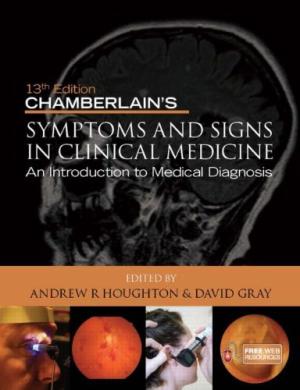 13th Edition
CHAMBERLAIN'S
SYMPTOMS AND SIGNS
IN CLINICAL MEDICINE
An Introduction to Medical Diagnosis
EDITED BY
ANDREW R HOUGHTON & DAVID GRAY
FREE WEB
RESOURCES